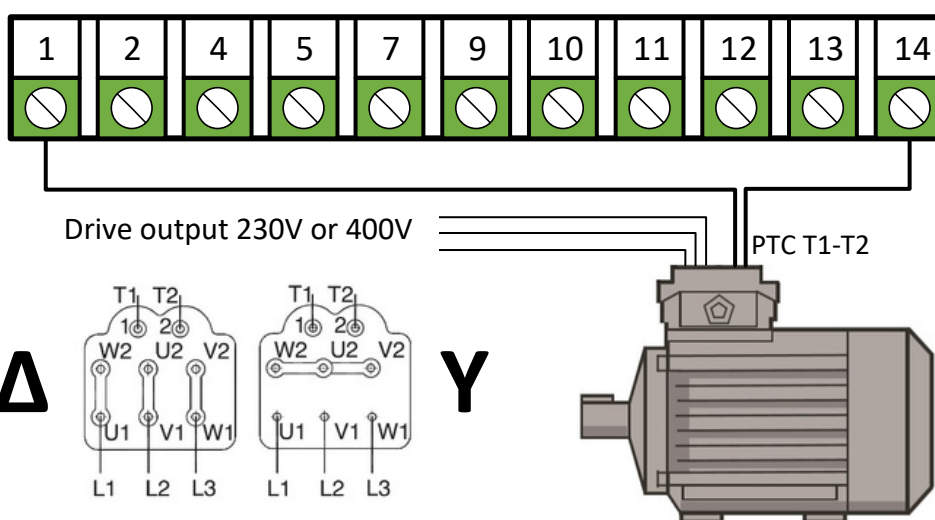 1 2 4 5 7 9 10 11 12 13 14
Drive output 230V or 400V
PTC T1-T2
T1 T2
1 2
W2 U2 V2
U1 V1 W1
L1 L2 L3
Δ
T1 T2
1 2
W2 U2 V2
U1 V1 W1
L1 L2 L3
Y